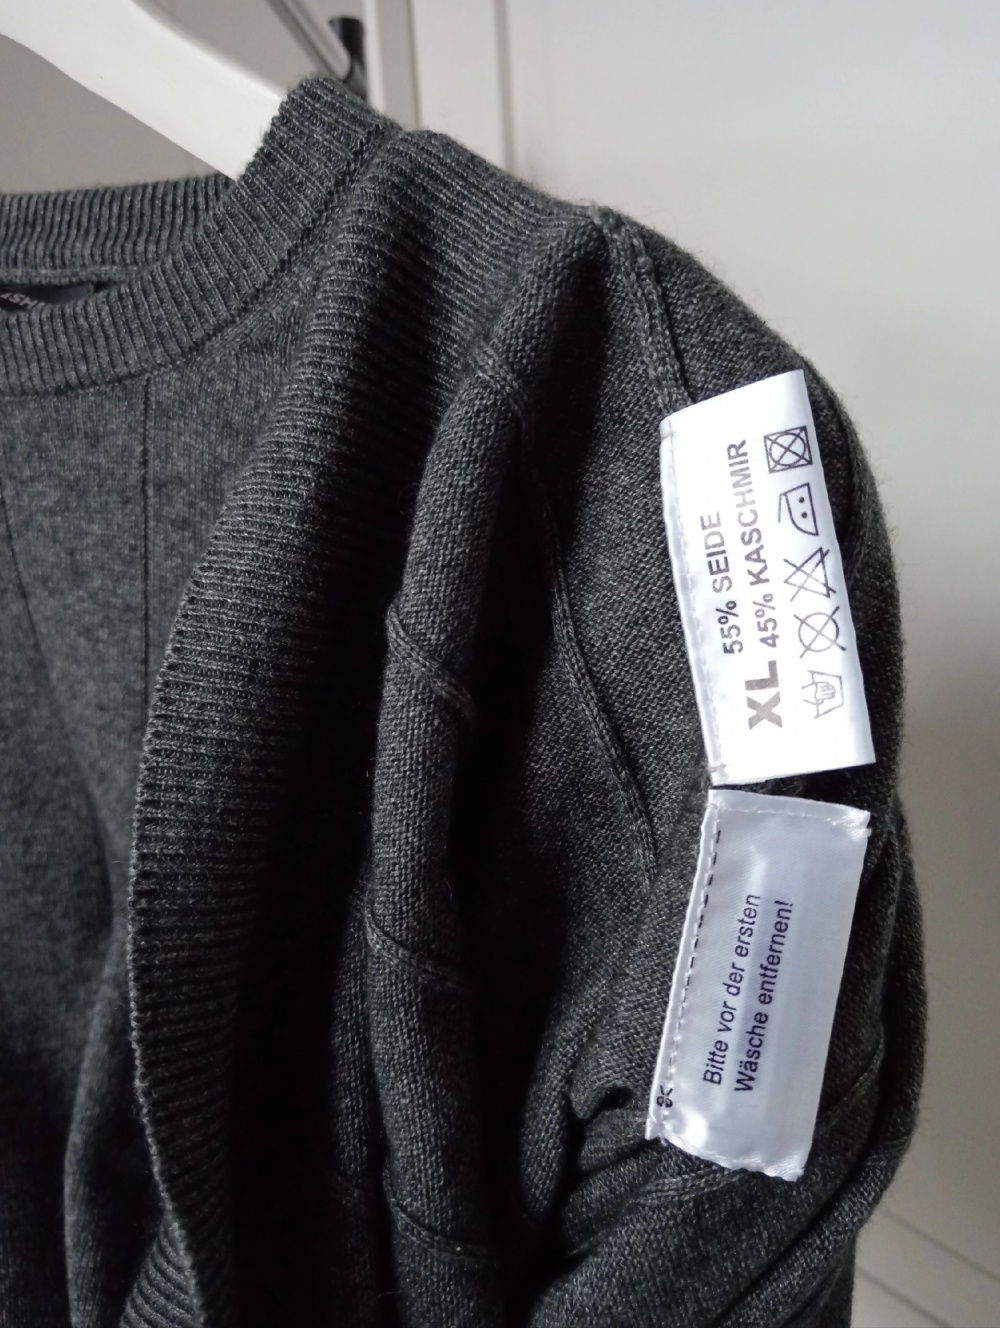 55% SEIDE
XL 45% KASCHMIR
Bitte vor der ersten
Wäsche entfernen!